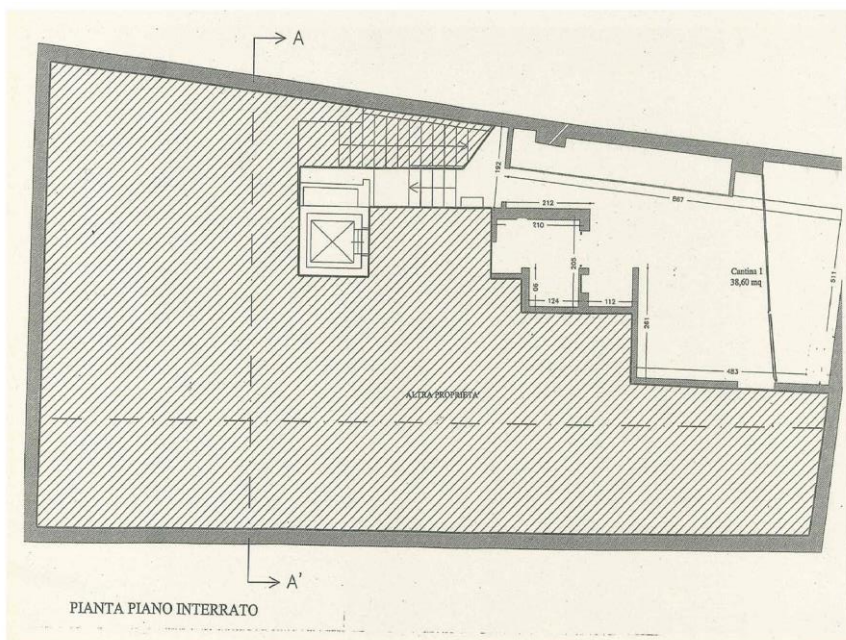 A
192
567
212
210
205
90
124
112
261
483
511
Cantina 1
38,60 mq
ALTRA PROPRIETA'
A'
PIANTA PIANO INTERRATO